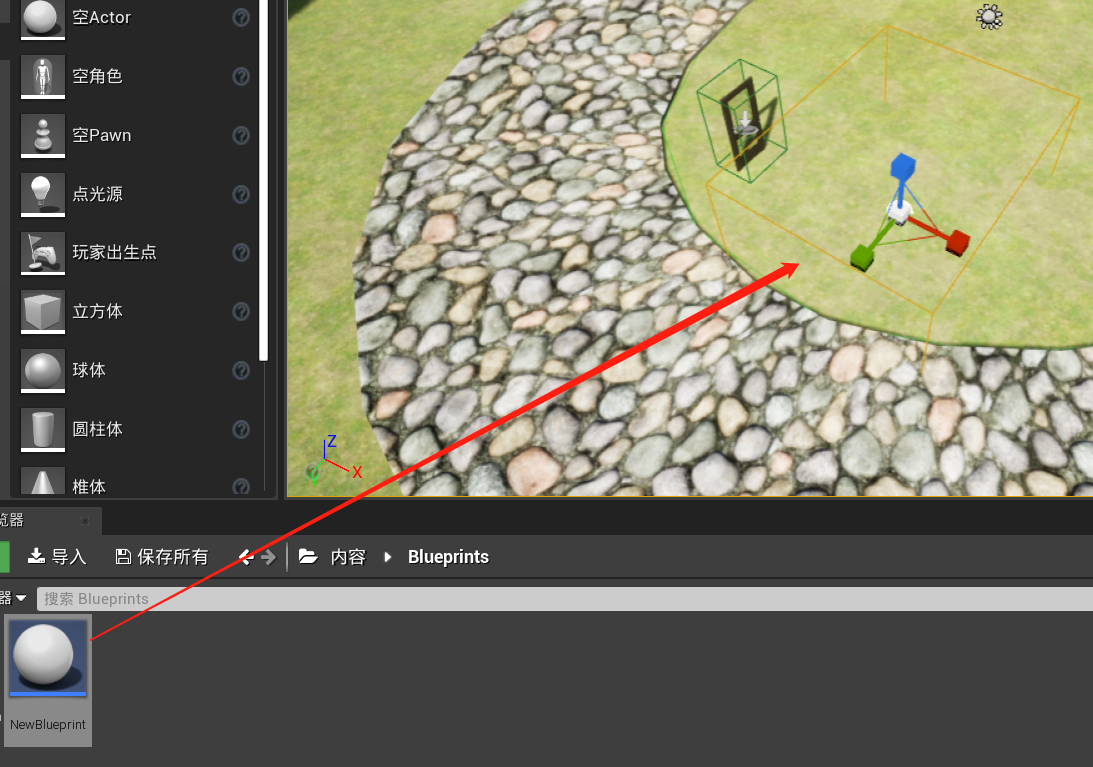 空Actor
空角色
空Pawn
点光源
玩家出生点
立方体
球体
圆柱体
椎体
Z
X
览器
导入
保存所有
内容
Blueprints
器
搜索 Blueprints
NewBlueprint